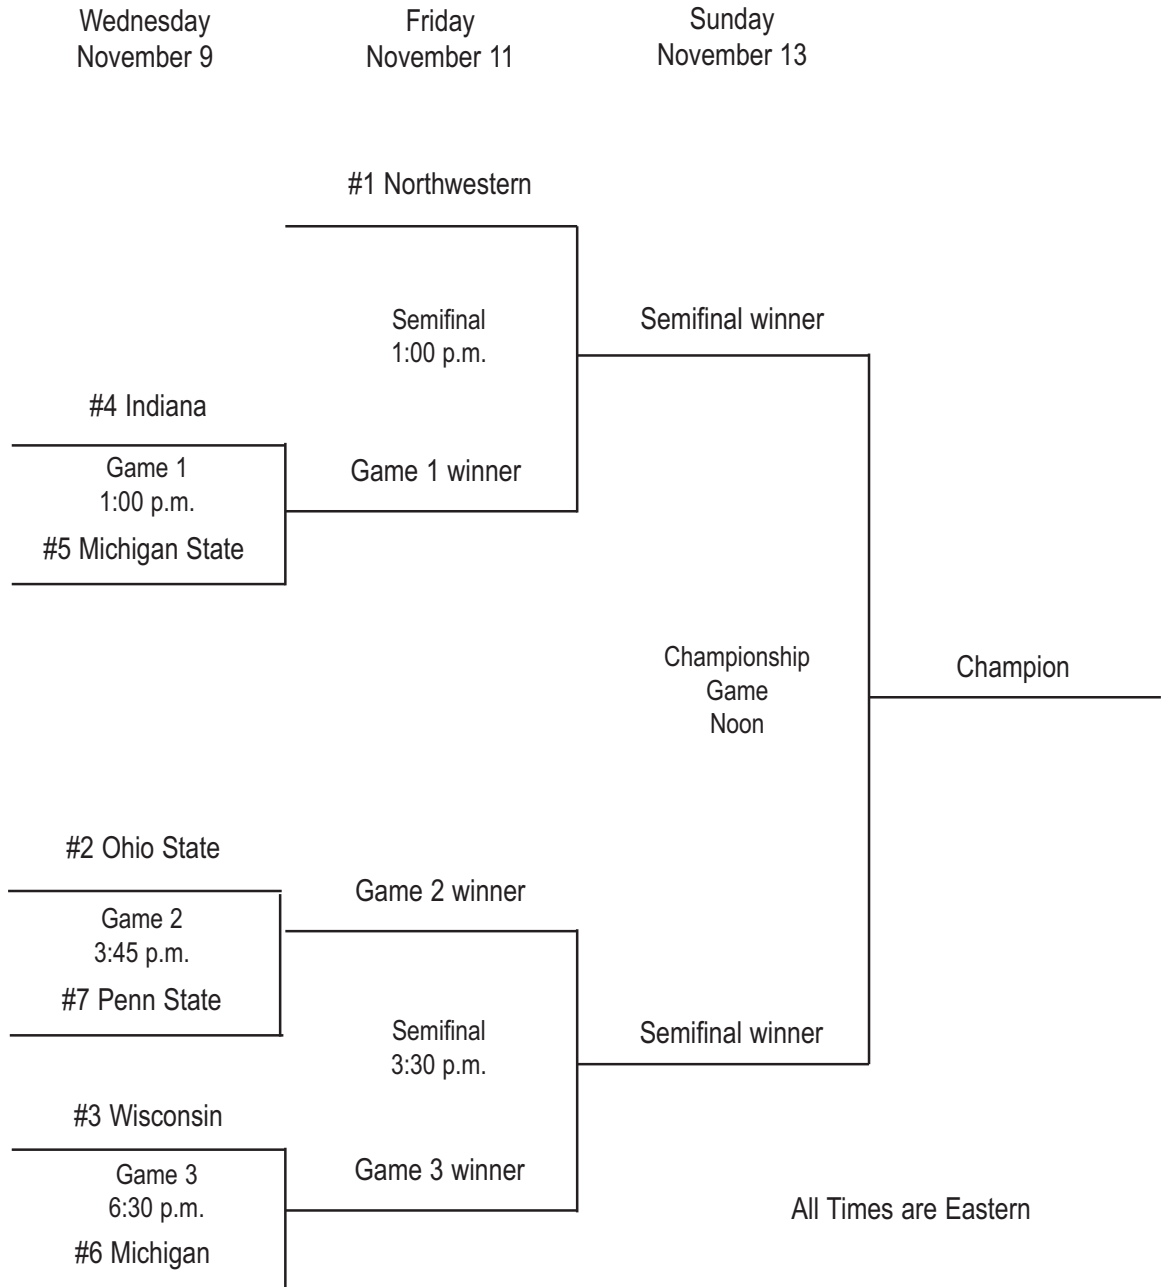 Wednesday
November 9
Friday
November 11
Sunday
November 13
#1 Northwestern
Semifinal
1:00 p.m.
Semifinal winner
#4 Indiana
Game 1
1:00 p.m.
Game 1 winner
#5 Michigan State
Championship
Game
Noon
Champion
#2 Ohio State
Game 2 winner
Game 2
3:45 p.m.
#7 Penn State
Semifinal
3:30 p.m.
Semifinal winner
#3 Wisconsin
Game 3
6:30 p.m.
Game 3 winner
#6 Michigan
All Times are Eastern